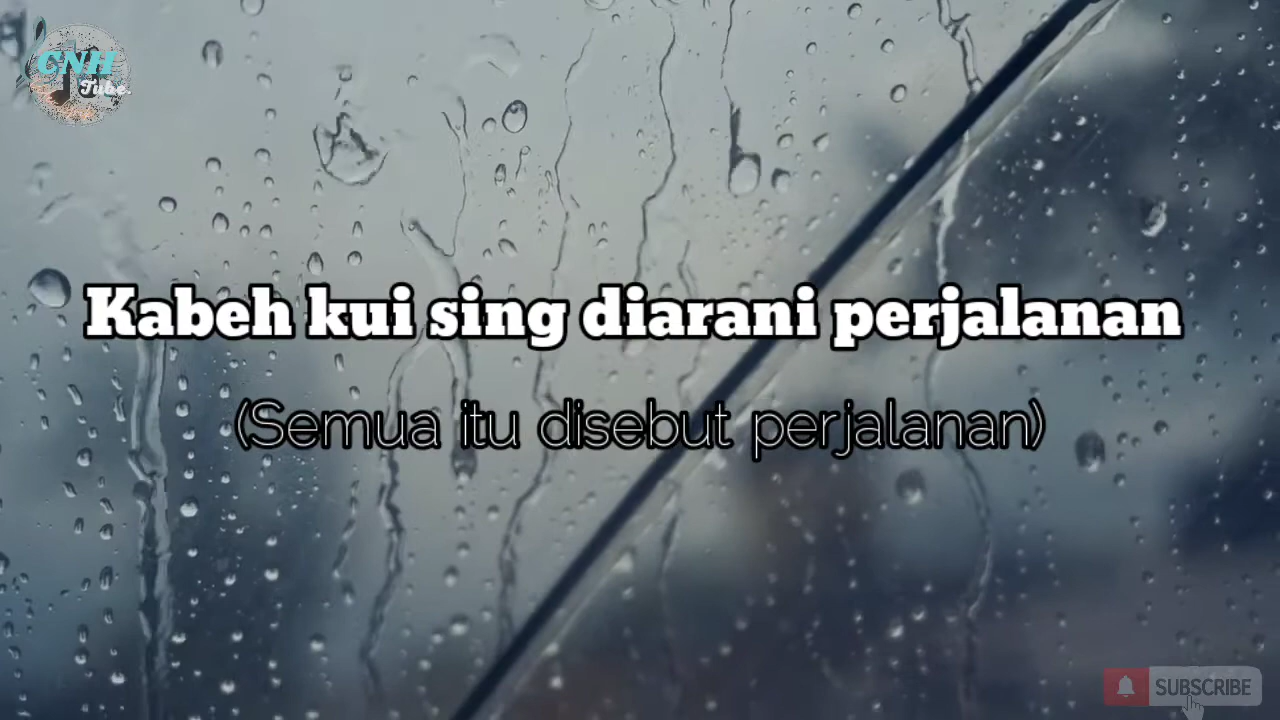 CNH
Tube.
Kabeh kui sing diarani perjalanan
(Semua itu disebut perjalanan)
SUBSCRIBE